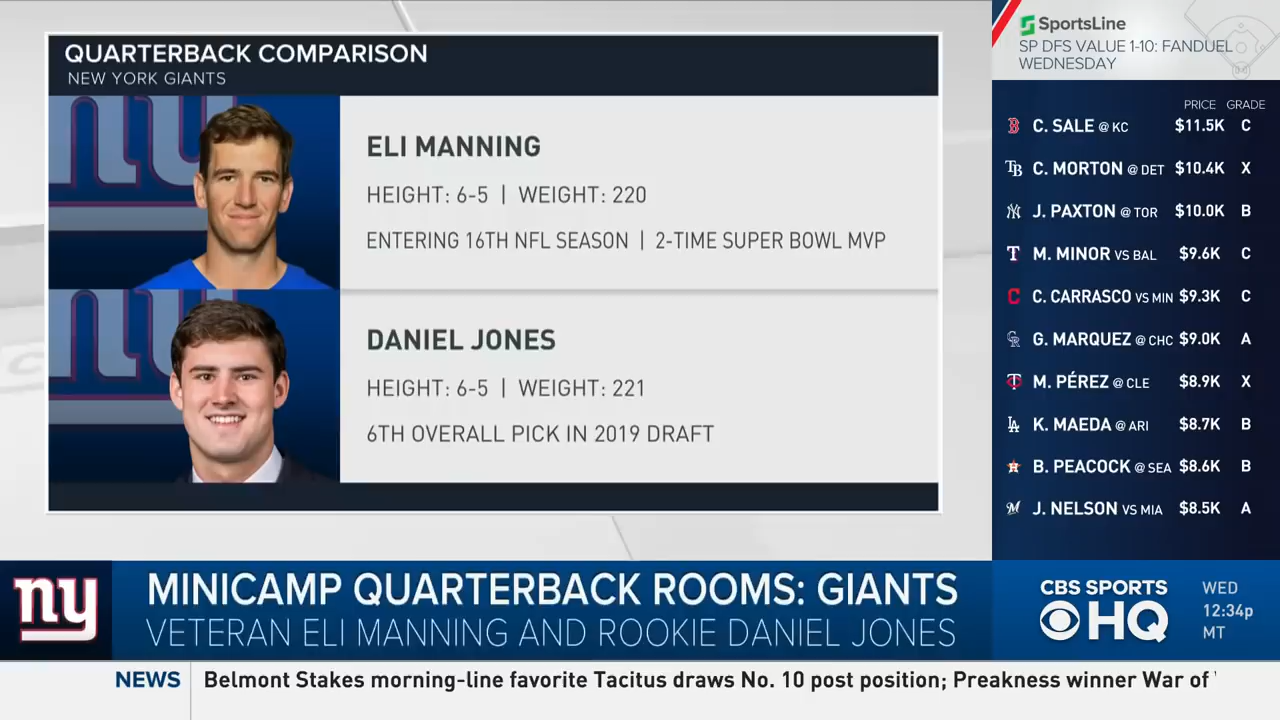 QUARTERBACK COMPARISON
NEW YORK GIANTS
ELI MANNING
HEIGHT: 6-5 | WEIGHT: 220
ENTERING 16TH NFL SEASON | 2-TIME SUPER BOWL MVP
DANIEL JONES
HEIGHT: 6-5 | WEIGHT: 221
6TH OVERALL PICK IN 2019 DRAFT
SportsLine
SP DFS VALUE 1-10: FANDUEL
WEDNESDAY
PRICE GRADE
B C. SALE @ KC $11.5K C
TB C. MORTON @ DET $10.4K X
NY J. PAXTON @ TOR $10.0K B
T M. MINOR VS BAL $9.6K C
C C. CARRASCO VS MIN $9.3K C
CR G. MARQUEZ @ CHC $9.0K A
TC M. PÉREZ @ CLE $8.9K X
LA K. MAEDA @ ARI $8.7K B
H B. PEACOCK @ SEA $8.6K B
M J. NELSON VS MIA $8.5K A
ny
MINICAMP QUARTERBACK ROOMS: GIANTS
VETERAN ELI MANNING AND ROOKIE DANIEL JONES
CBS SPORTS
HQ
WED
12:34p
MT
NEWS Belmont Stakes morning-line favorite Tacitus draws No. 10 post position; Preakness winner War of